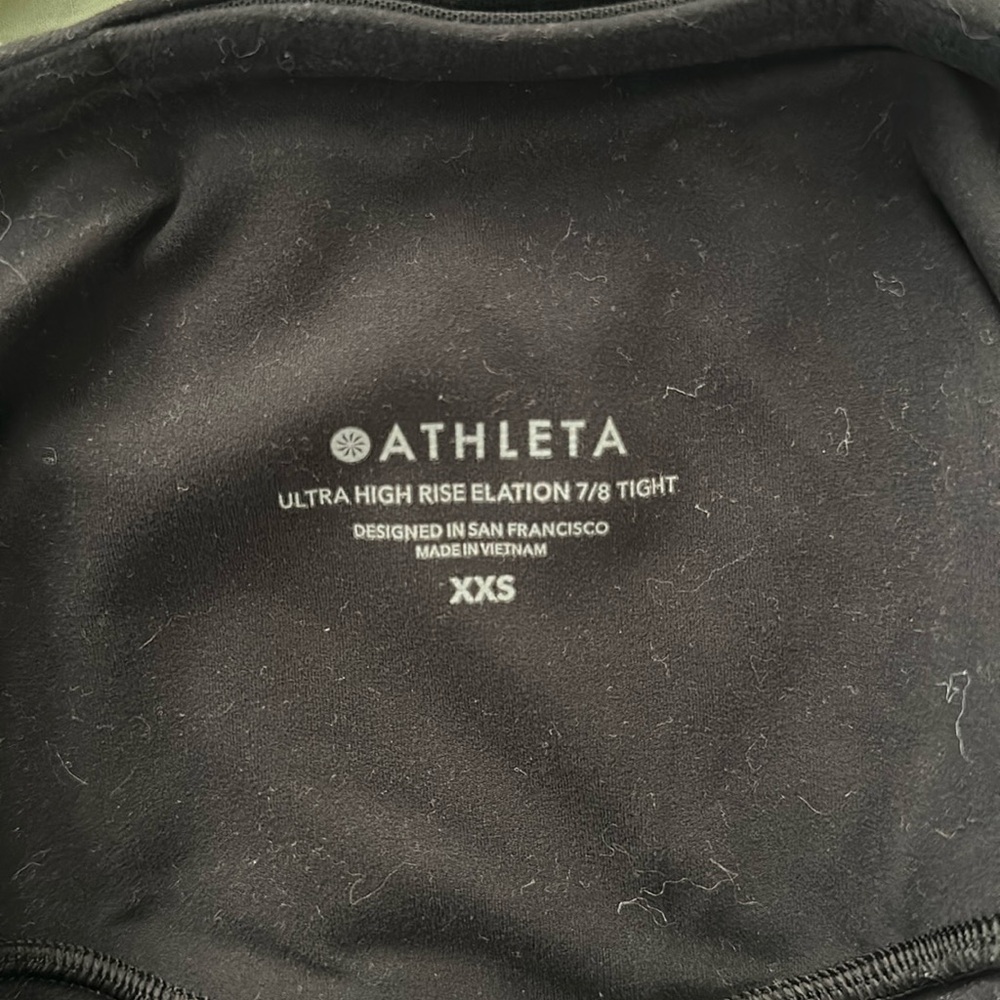 ATHLETA
ULTRA HIGH RISE ELATION 7/8 TIGHT
DESIGNED IN SAN FRANCISCO
MADE IN VIETNAM
XXS